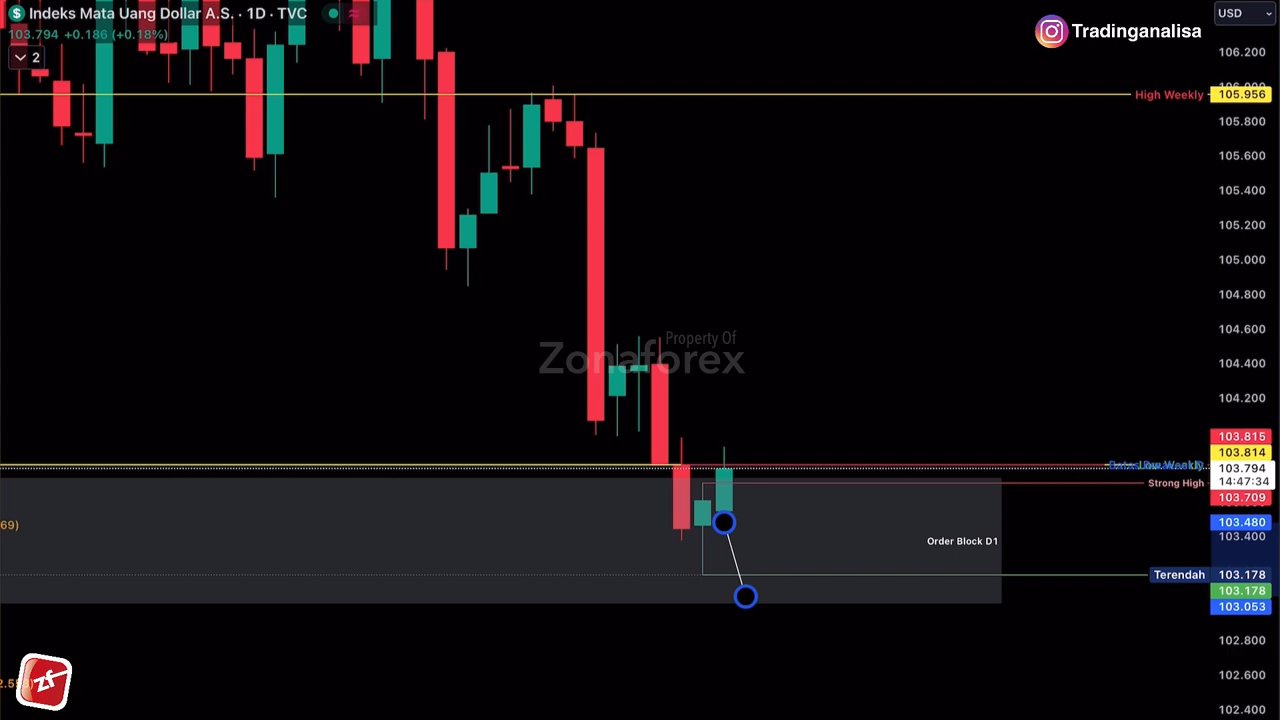 Indeks Mata Uang Dollar A.S. · 1D · TVC
103.794 +0.186 (+0.18%)
2
USD
Tradinganalisa
106.200
High Weekly
105.956
105.800
105.600
105.400
105.200
105.000
104.800
104.600
104.400
104.200
Property Of
Zonaforex
103.815
103.814
Low Weekly
103.794
14:47:34
Strong High
103.709
69)
103.480
103.400
Order Block D1
Terendah
103.178
103.178
103.053
102.800
102.600
102.400
zf